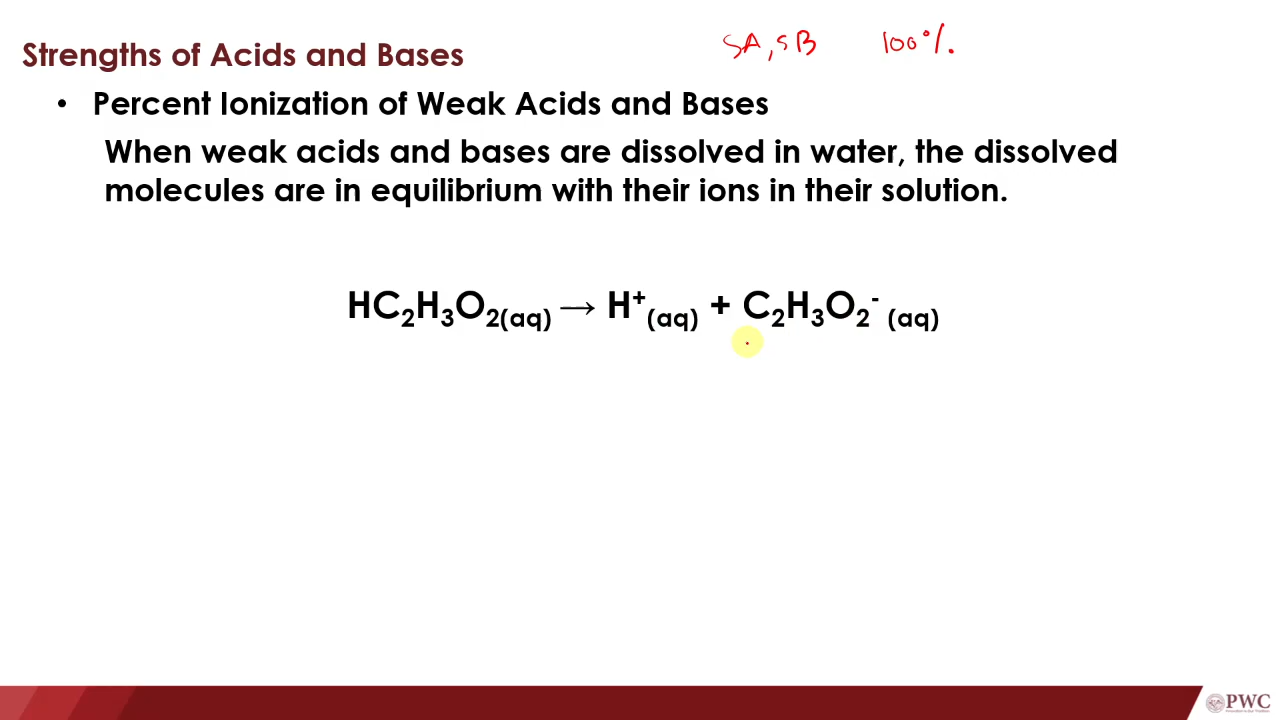 Strengths of Acids and Bases
SA, SB 100%
• Percent Ionization of Weak Acids and Bases
When weak acids and bases are dissolved in water, the dissolved
molecules are in equilibrium with their ions in their solution.
HC₂H₃O₂(aq) → H⁺(aq) + C₂H₃O₂⁻ (aq)
PWC